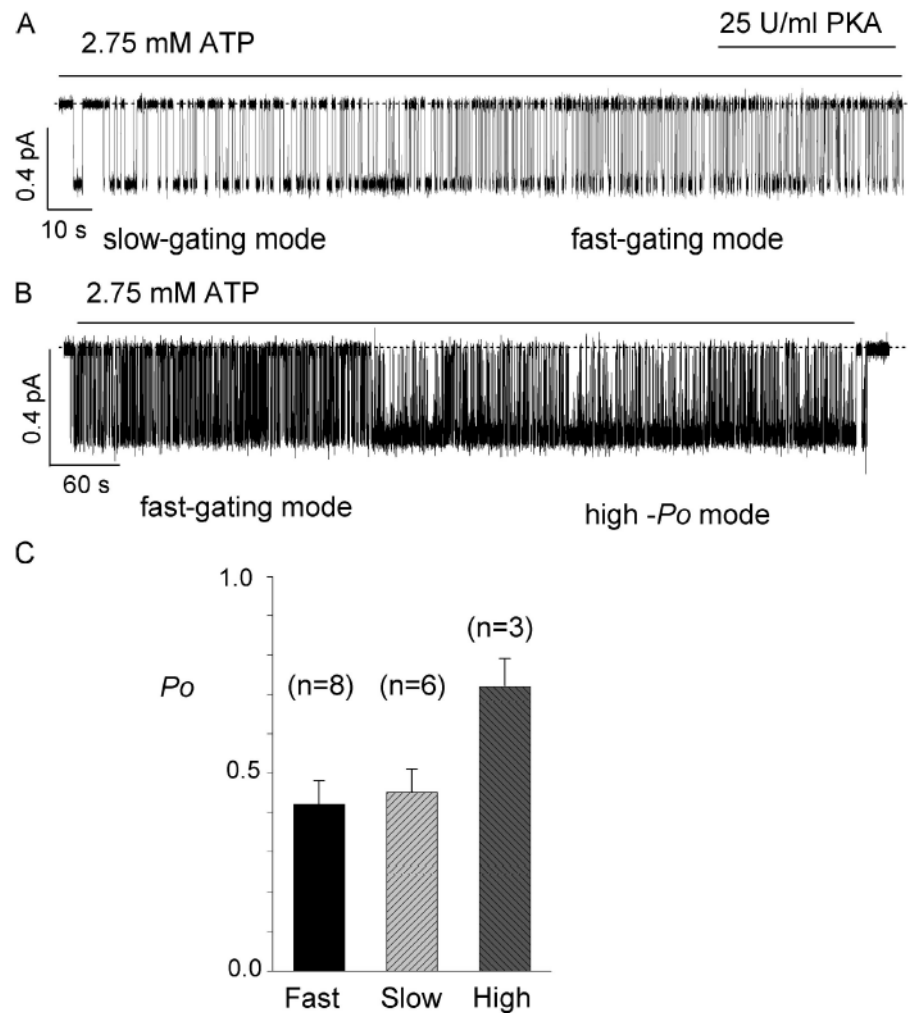 A
2.75 mM ATP
25 U/ml PKA
0.4 pA
10 s
slow-gating mode
fast-gating mode
B
2.75 mM ATP
0.4 pA
60 s
fast-gating mode
high -Po mode
C
1.0
(n=3)
Po
(n=8)
(n=6)
0.5
0.0
Fast
Slow
High